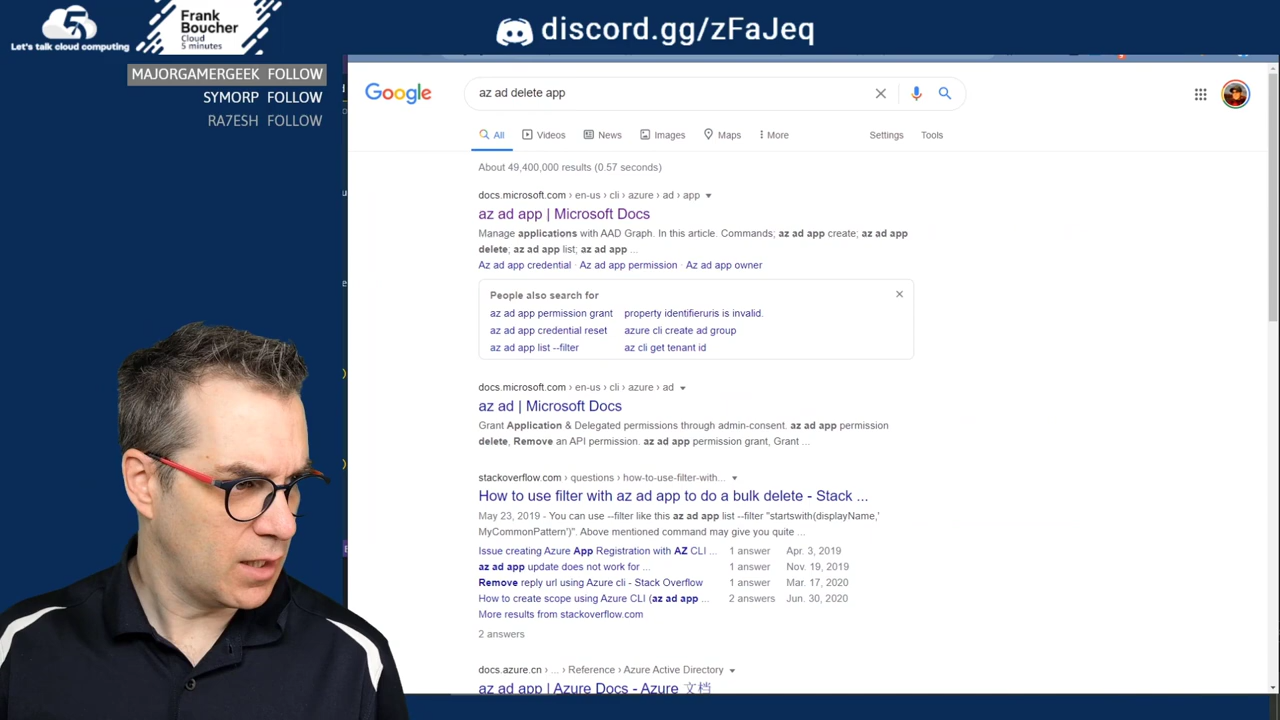 Let's talk cloud computing
Frank
Boucher
Cloud
5 minutes
discord.gg/zFaJeq
MAJORGAMERGEEK FOLLOW
SYMORP FOLLOW
RA7ESH FOLLOW
Google
az ad delete app
All Videos News Images Maps More Settings Tools
About 49,400,000 results (0.57 seconds)
docs.microsoft.com › en-us › cli › azure › ad › app
az ad app | Microsoft Docs
Manage applications with AAD Graph. In this article. Commands; az ad app create; az ad app
delete; az ad app list; az ad app ...
Az ad app credential · Az ad app permission · Az ad app owner
People also search for
az ad app permission grant property identifieruris is invalid.
az ad app credential reset azure cli create ad group
az ad app list --filter az cli get tenant id
docs.microsoft.com › en-us › cli › azure › ad
az ad | Microsoft Docs
Grant Application & Delegated permissions through admin-consent. az ad app permission
delete, Remove an API permission. az ad app permission grant, Grant ...
stackoverflow.com › questions › how-to-use-filter-with...
How to use filter with az ad app to do a bulk delete - Stack ...
May 23, 2019 - You can use --filter like this az ad app list --filter "startswith(displayName,'
MyCommonPattern')". Above mentioned command may give you quite ...
Issue creating Azure App Registration with AZ CLI ... 1 answer Apr. 3, 2019
az ad app update does not work for ... 1 answer Nov. 19, 2019
Remove reply url using Azure cli - Stack Overflow 1 answer Mar. 17, 2020
How to create scope using Azure CLI (az ad app ... 2 answers Jun. 30, 2020
More results from stackoverflow.com
2 answers
docs.azure.cn › ... › Reference › Azure Active Directory
az ad app | Azure Docs - Azure 文档